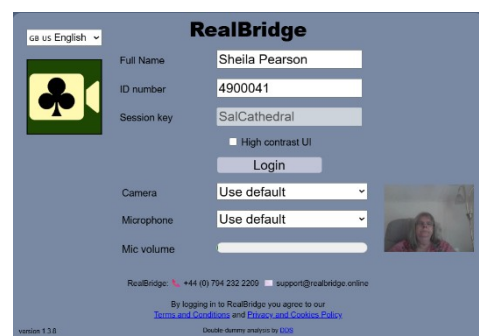 RealBridge
GB US English
Full Name Sheila Pearson
ID number 4900041
Session key SalCathedral
High contrast UI
Login
Camera Use default
Microphone Use default
Mic volume
RealBridge: +44 (0) 794 232 2209 support@realbridge.online
By logging in to RealBridge you agree to our
Terms and Conditions and Privacy and Cookies Policy
version 1.3.8 Double-dummy analysis by DDS